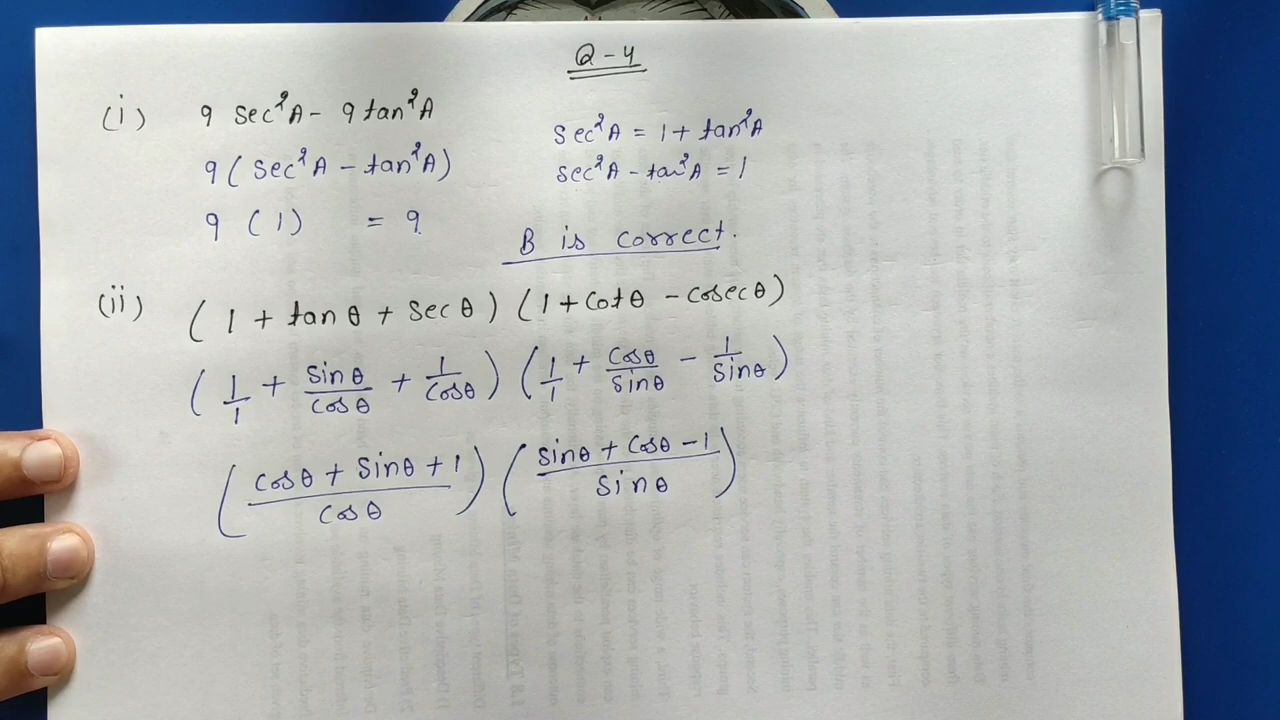 Q-4
(i) 9 sec²A - 9 tan²A
9 ( sec²A - tan²A)
9 (1) = 9
sec²A = 1 + tan²A
sec²A - tan²A = 1
B is correct.
(ii) (1 + tan θ + sec θ) (1 + cot θ - cosec θ)
(1/1 + sin θ/cos θ + 1/cos θ) (1/1 + cos θ/sin θ - 1/sin θ)
(cos θ + sin θ + 1/cos θ) (sin θ + cos θ - 1/sin θ)